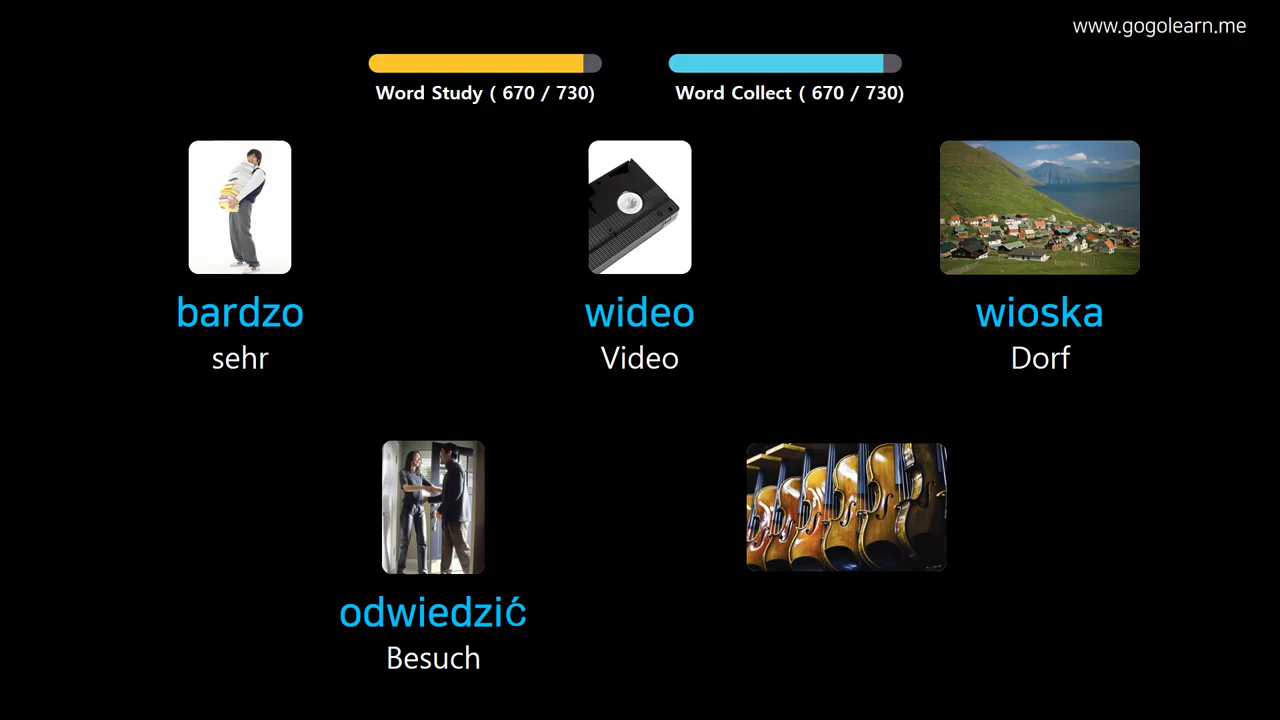 www.gogolearn.me
Word Study ( 670 / 730)
Word Collect ( 670 / 730)
bardzo
sehr
wideo
Video
wioska
Dorf
odwiedzić
Besuch